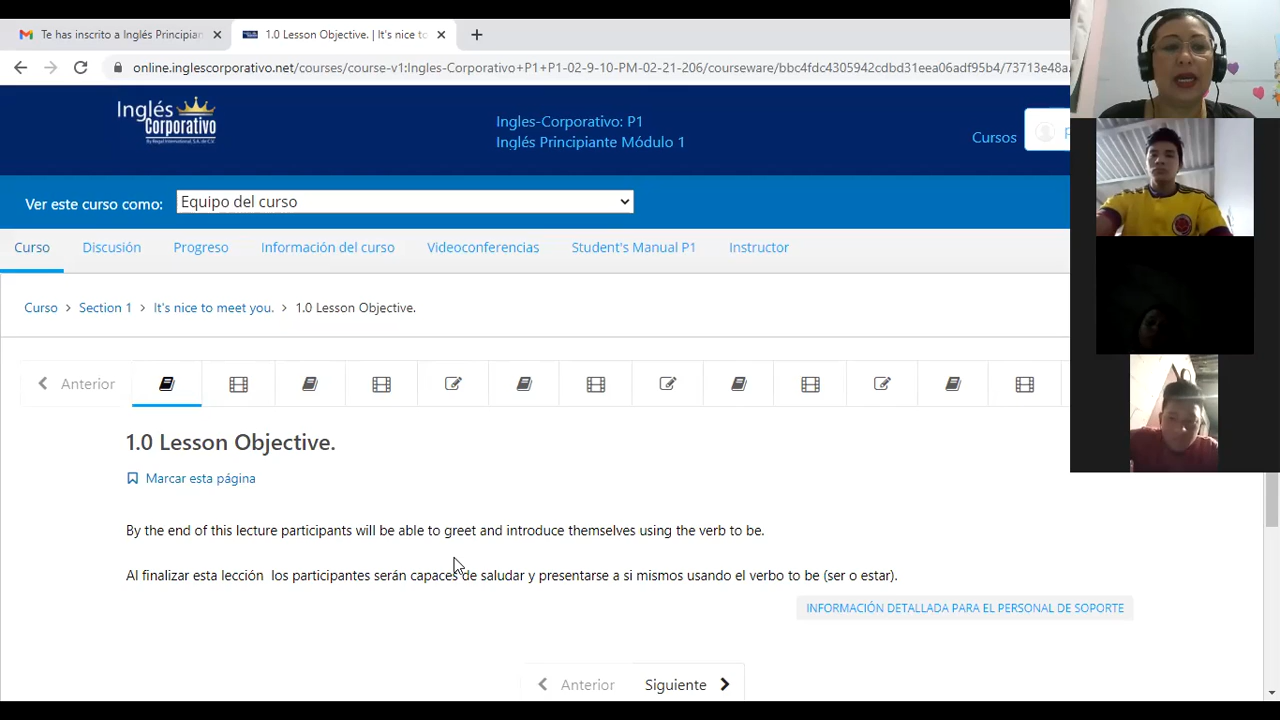 Te has inscrito a Inglés Principian
1.0 Lesson Objective. | It's nice to
online.inglescorporativo.net/courses/course-v1:Ingles-Corporativo+P1+P1-02-9-10-PM-02-21-206/courseware/bbc4fdc4305942cdbd31eea06adf95b4/73713e48a
Inglés
Corporativo
By Regal International, S.A. de C.V.
Ingles-Corporativo: P1
Inglés Principiante Módulo 1
Cursos
Ver este curso como:
Equipo del curso
Curso
Discusión
Progreso
Información del curso
Videoconferencias
Student's Manual P1
Instructor
Curso > Section 1 > It's nice to meet you. > 1.0 Lesson Objective.
Anterior
1.0 Lesson Objective.
Marcar esta página
By the end of this lecture participants will be able to greet and introduce themselves using the verb to be.
Al finalizar esta lección los participantes serán capaces de saludar y presentarse a si mismos usando el verbo to be (ser o estar).
INFORMACIÓN DETALLADA PARA EL PERSONAL DE SOPORTE
Anterior
Siguiente